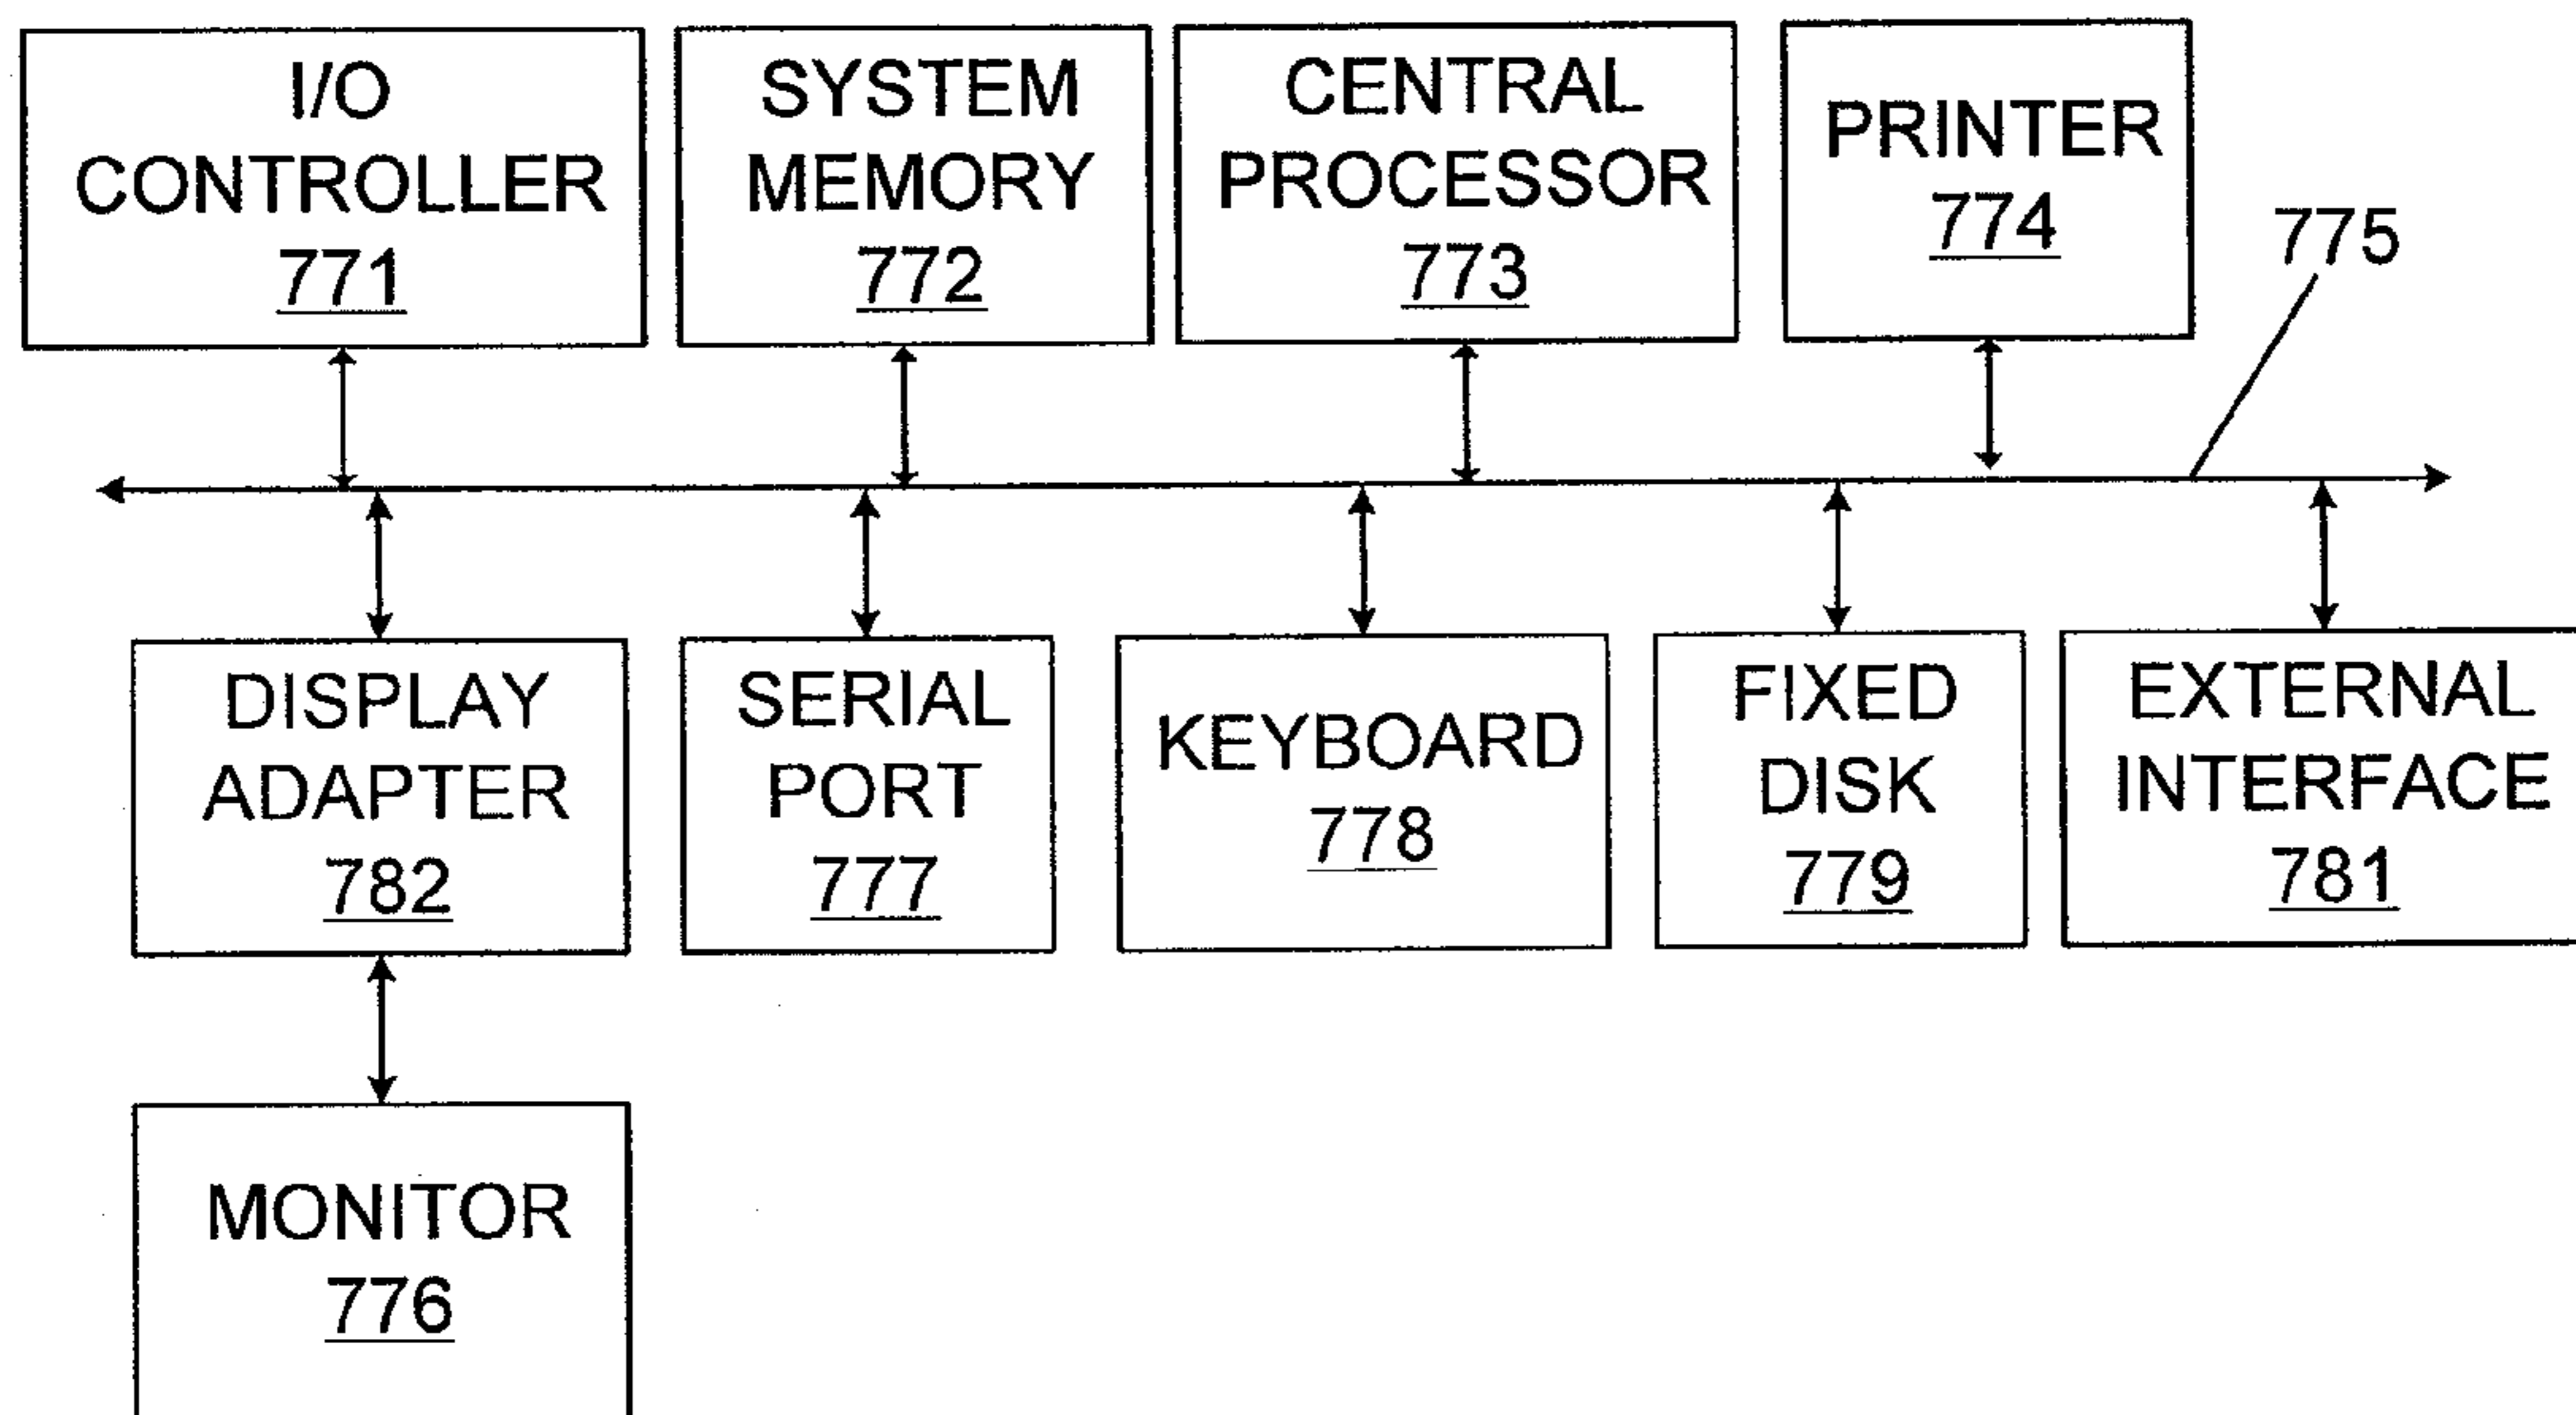 I/O
CONTROLLER
771
SYSTEM
MEMORY
772
CENTRAL
PROCESSOR
773
PRINTER
774
775
DISPLAY
ADAPTER
782
SERIAL
PORT
777
KEYBOARD
778
FIXED
DISK
779
EXTERNAL
INTERFACE
781
MONITOR
776